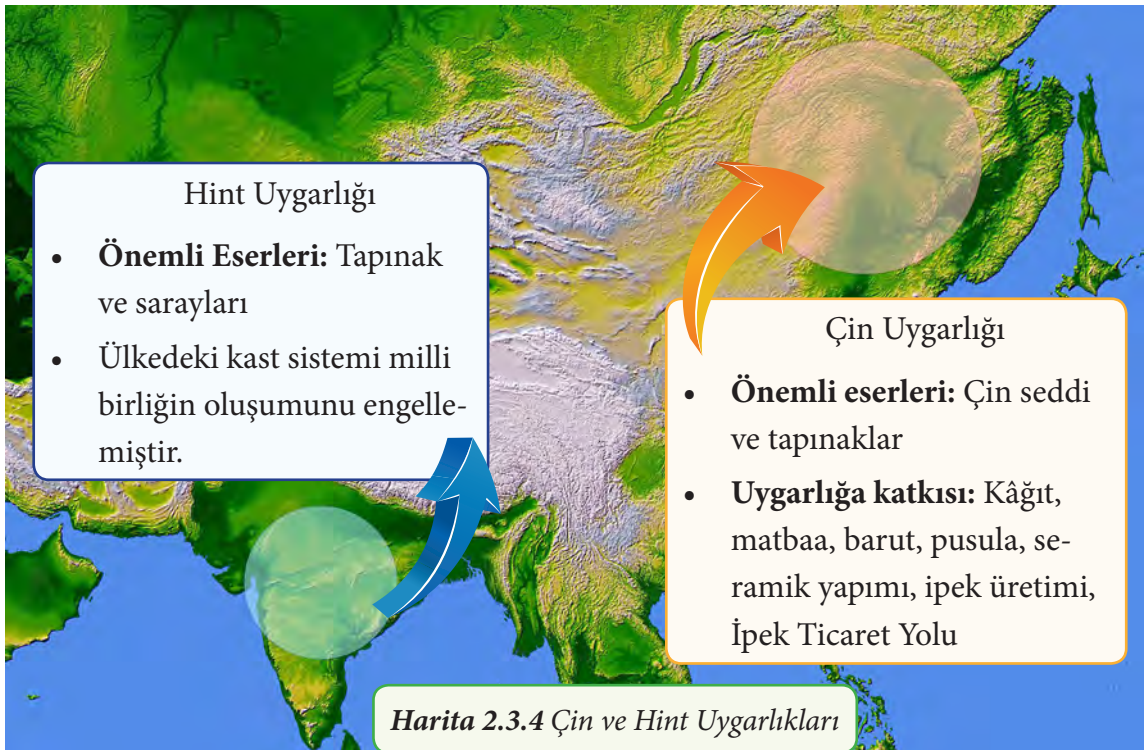 Hint Uygarlığı
• Önemli Eserleri: Tapınak
ve sarayları
• Ülkedeki kast sistemi milli
birliğin oluşumunu engelle-
miştir.
Çin Uygarlığı
• Önemli eserleri: Çin seddi
ve tapınaklar
• Uygarlığa katkısı: Kâğıt,
matbaa, barut, pusula, se-
ramik yapımı, ipek üretimi,
İpek Ticaret Yolu
Harita 2.3.4 Çin ve Hint Uygarlıkları